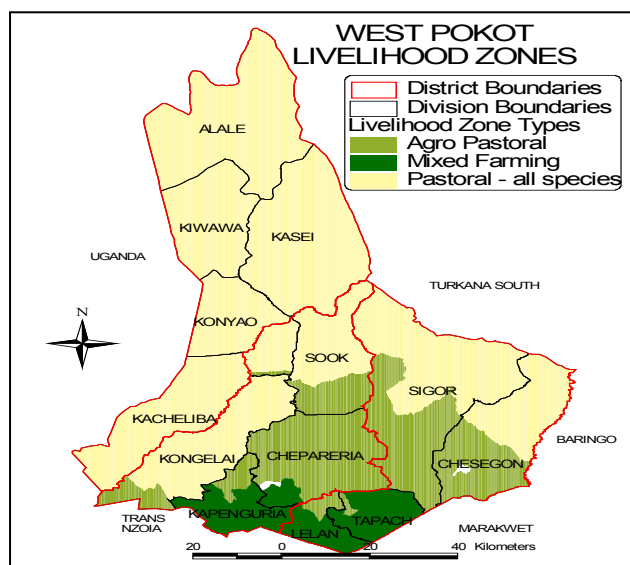 WEST POKOT
LIVELIHOOD ZONES
District Boundaries
Division Boundaries
Livelihood Zone Types
Agro Pastoral
Mixed Farming
Pastoral - all species
ALALE
KIWAWA
KASEI
UGANDA
TURKANA SOUTH
N
KONYAO
SOOK
SIGOR
KACHELIBA
BARINGO
KONGELAI
CHEPARERIA
CHESEGON
KAPENGURIA
TRANS
NZOIA
TAPACH
MARAKWET
LELAN
20 0 20 40 Kilometers